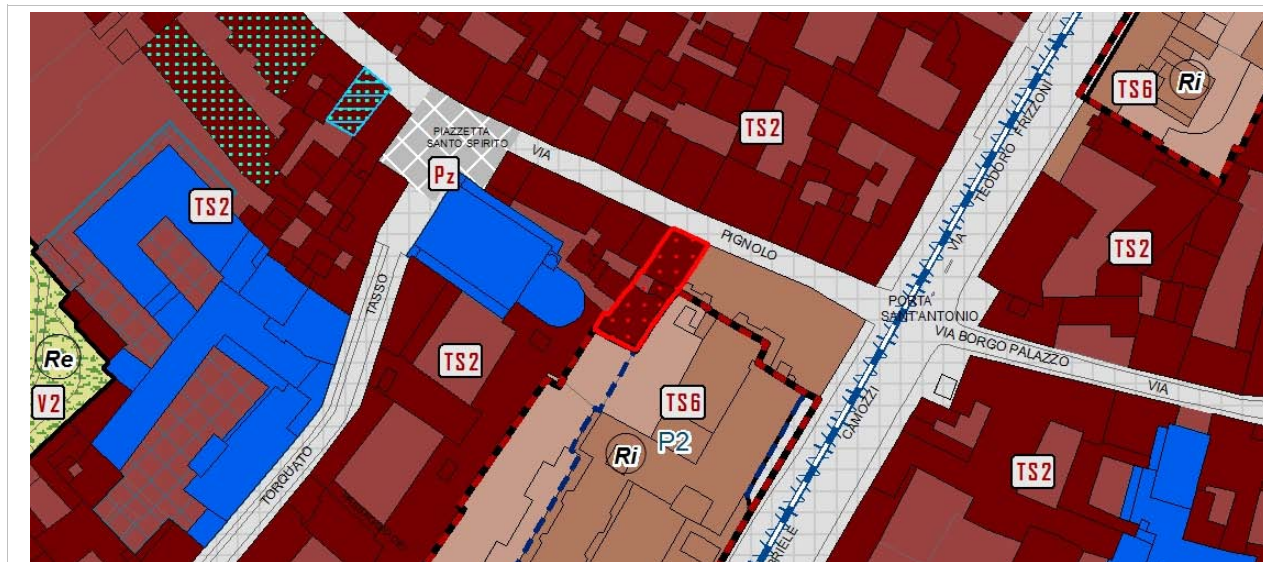 TS6
Ri
TS2
PIAZZETTA
SANTO SPIRITO
VIA
Pz
TS2
PIGNOLO
VIA
TEODORO FRIZZONI
TS2
PORTA
SANT'ANTONIO
VIA BORGO PALAZZO
VIA
TASSO
Re
V2
TS2
TS6
P2
Ri
CAMOZZI
TS2
TORQUATO
RIELE